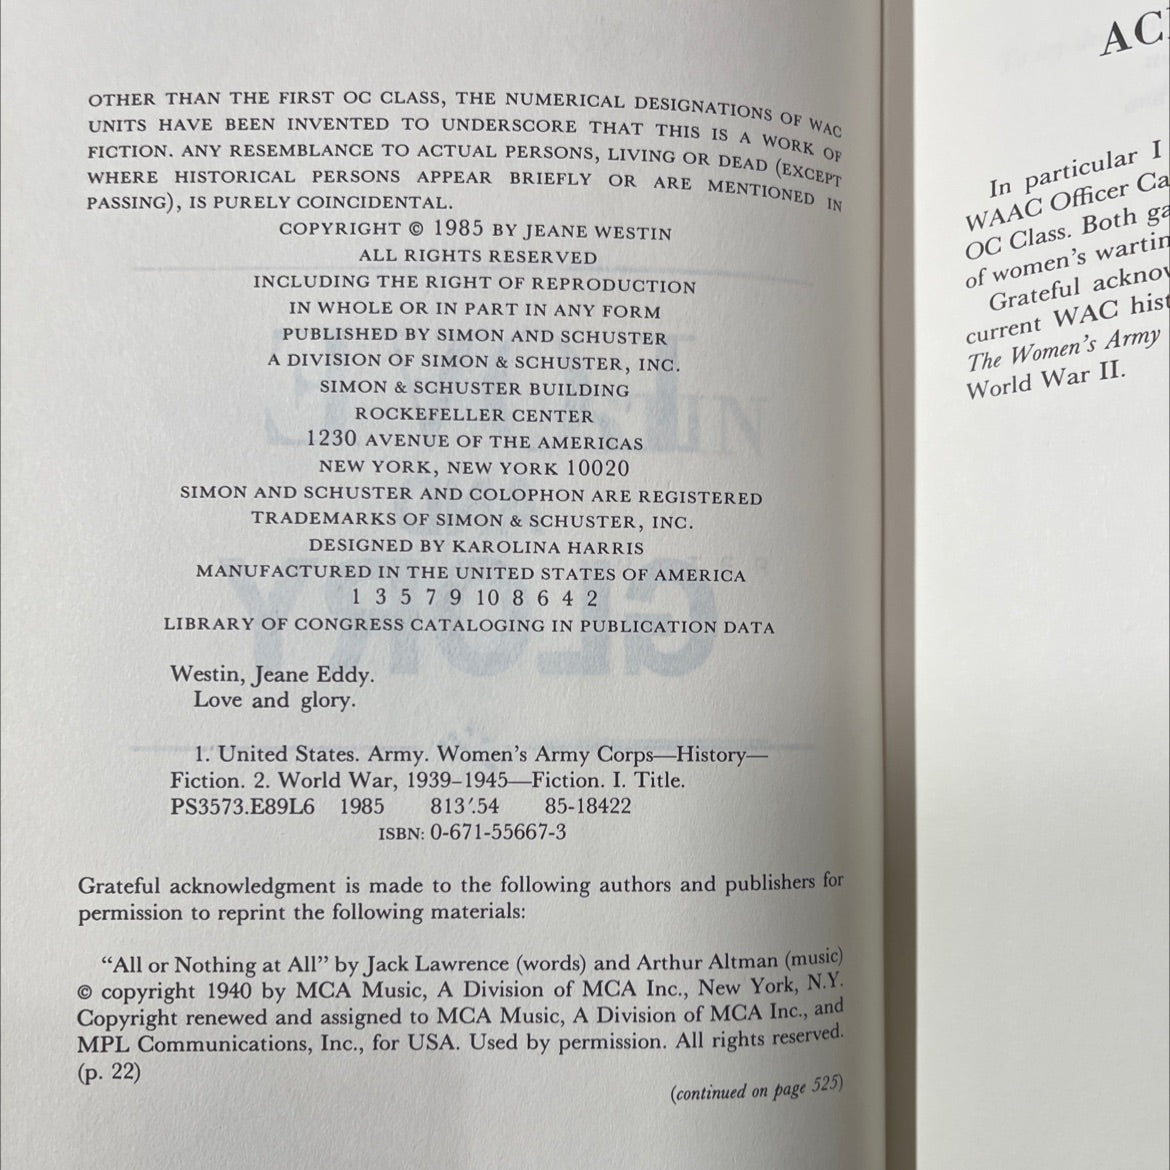 OTHER THAN THE FIRST OC CLASS, THE NUMERICAL DESIGNATIONS OF WAC
UNITS HAVE BEEN INVENTED TO UNDERSCORE THAT THIS IS A WORK OF
FICTION. ANY RESEMBLANCE TO ACTUAL PERSONS, LIVING OR DEAD (EXCEPT
WHERE HISTORICAL PERSONS APPEAR BRIEFLY OR ARE MENTIONED IN
PASSING), IS PURELY COINCIDENTAL.
COPYRIGHT © 1985 BY JEANE WESTIN
ALL RIGHTS RESERVED
INCLUDING THE RIGHT OF REPRODUCTION
IN WHOLE OR IN PART IN ANY FORM
PUBLISHED BY SIMON AND SCHUSTER
A DIVISION OF SIMON & SCHUSTER, INC.
SIMON & SCHUSTER BUILDING
ROCKEFELLER CENTER
1230 AVENUE OF THE AMERICAS
NEW YORK, NEW YORK 10020
SIMON AND SCHUSTER AND COLOPHON ARE REGISTERED
TRADEMARKS OF SIMON & SCHUSTER, INC.
DESIGNED BY KAROLINA HARRIS
MANUFACTURED IN THE UNITED STATES OF AMERICA
1 3 5 7 9 10 8 6 4 2
LIBRARY OF CONGRESS CATALOGING IN PUBLICATION DATA
Westin, Jeane Eddy.
Love and glory.
1. United States. Army. Women's Army Corps—History—
Fiction. 2. World War, 1939–1945—Fiction. I. Title.
PS3573.E89L6 1985 813'.54 85-18422
ISBN: 0-671-55667-3
Grateful acknowledgment is made to the following authors and publishers for
permission to reprint the following materials:
“All or Nothing at All” by Jack Lawrence (words) and Arthur Altman (music)
© copyright 1940 by MCA Music, A Division of MCA Inc., New York, N.Y.
Copyright renewed and assigned to MCA Music, A Division of MCA Inc., and
MPL Communications, Inc., for USA. Used by permission. All rights reserved.
(p. 22)
(continued on page 525)
In particular I
WAAC Officer Ca
OC Class. Both ga
of women's wartin
Grateful
current WAC hist
The Women's Army
World War II.